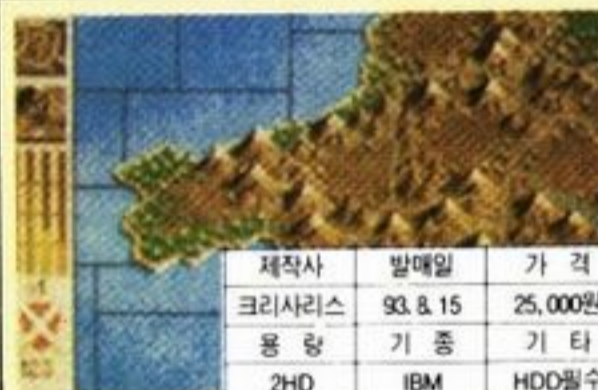 제작사 발매일 가 격
크리사리스 93. 8. 15 25,000원
용 량 기 종 기 타
2HD IBM HDD필수